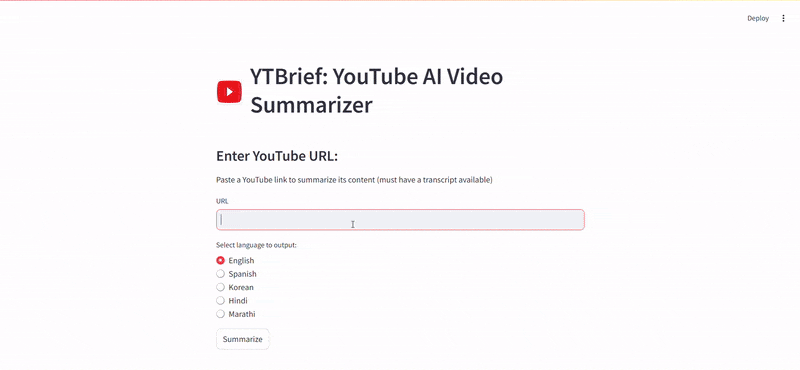 Deploy
YTBrief: YouTube AI Video
Summarizer
Enter YouTube URL:
Paste a YouTube link to summarize its content (must have a transcript available)
URL
Select language to output:
English
Spanish
Korean
Hindi
Marathi
Summarize